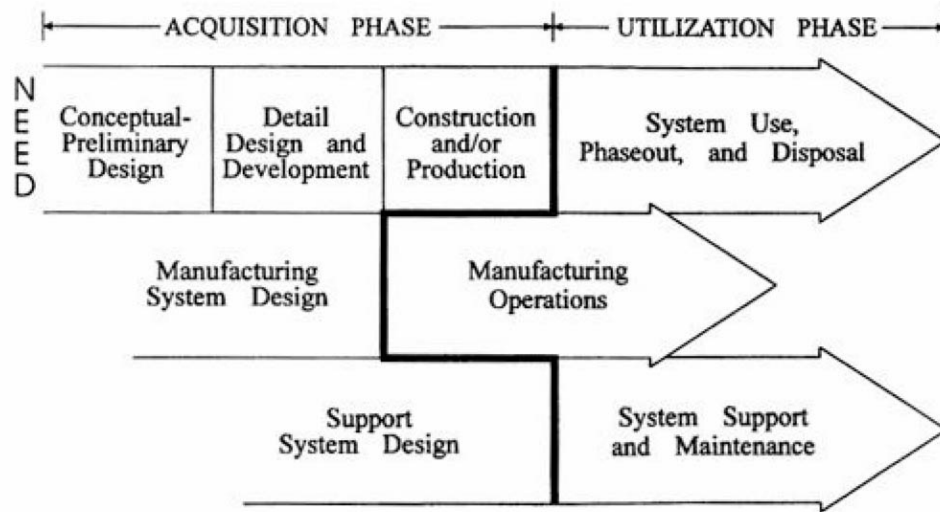 ACQUISITION PHASE
UTILIZATION PHASE
NEED
Conceptual-
Preliminary
Design
Detail
Design and
Development
Construction
and/or
Production
System Use,
Phaseout, and Disposal
Manufacturing
System Design
Manufacturing
Operations
Support
System Design
System Support
and Maintenance